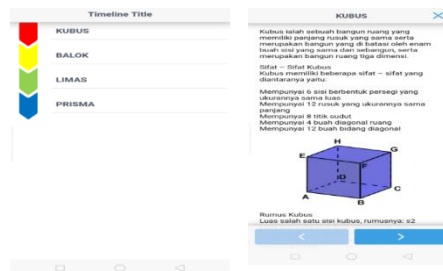 Timeline Title
KUBUS
BALOK
LIMAS
PRISMA
KUBUS
Kubus ialah sebuah bangun ruang yang
memiliki panjang rusuk yang sama serta
merupakan bangun yang di batasi oleh enam
buah sisi yang sama dan sebangun, serta
merupakan bangun ruang tiga dimensi.
Sifat – Sifat Kubus
Kubus memiliki beberapa sifat – sifat yang
diantaranya yaitu:
Mempunyai 6 sisi berbentuk persegi yang
ukurannya sama luas
Mempunyai 12 rusuk yang ukurannya sama
panjang
Mempunyai 8 titik sudut
Mempunyai 4 buah diagonal ruang
Mempunyai 12 buah bidang diagonal
H
G
E
F
D
C
A
B
Rumus Kubus
Luas salah satu sisi kubus, rumusnya: s2